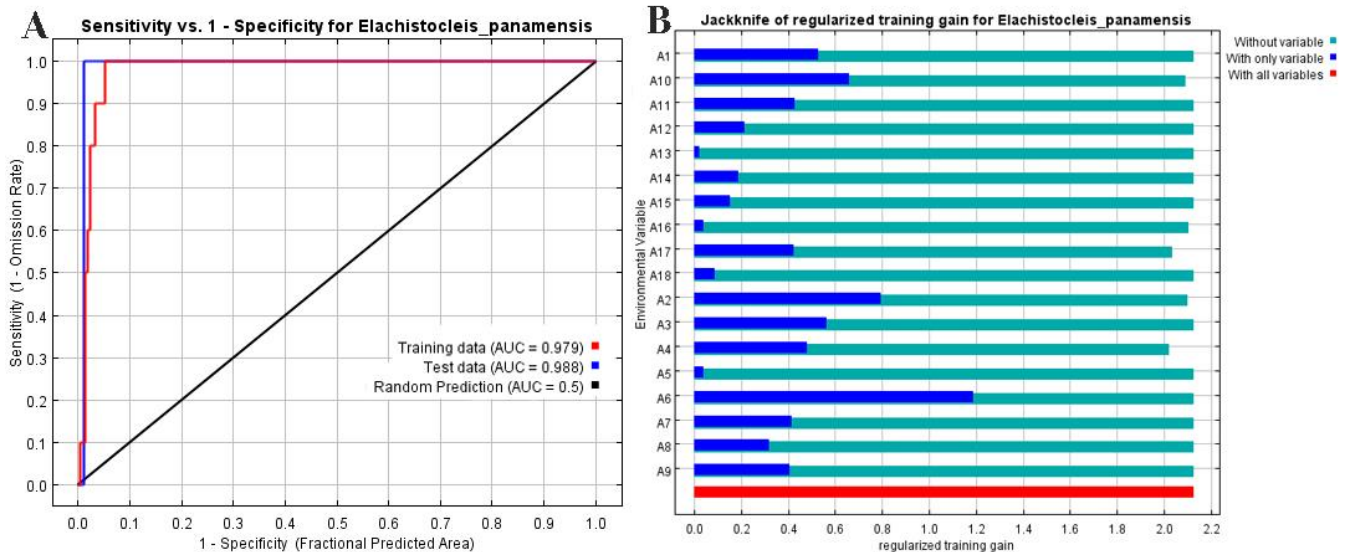 A
Sensitivity vs. 1 - Specificity for Elachistocleis_panamensis
Sensitivity (1 - Omission Rate)
1.0
0.9
0.8
0.7
0.6
0.5
0.4
0.3
0.2
0.1
0.0
Training data (AUC = 0.979)
Test data (AUC = 0.988)
Random Prediction (AUC = 0.5)
0.0 0.1 0.2 0.3 0.4 0.5 0.6 0.7 0.8 0.9 1.0
1 - Specificity (Fractional Predicted Area)
B
Jackknife of regularized training gain for Elachistocleis_panamensis
Without variable
With only variable
With all variables
Environmental Variable
A1
A10
A11
A12
A13
A14
A15
A16
A17
A18
A2
A3
A4
A5
A6
A7
A8
A9
0.0 0.2 0.4 0.6 0.8 1.0 1.2 1.4 1.6 1.8 2.0 2.2
regularized training gain